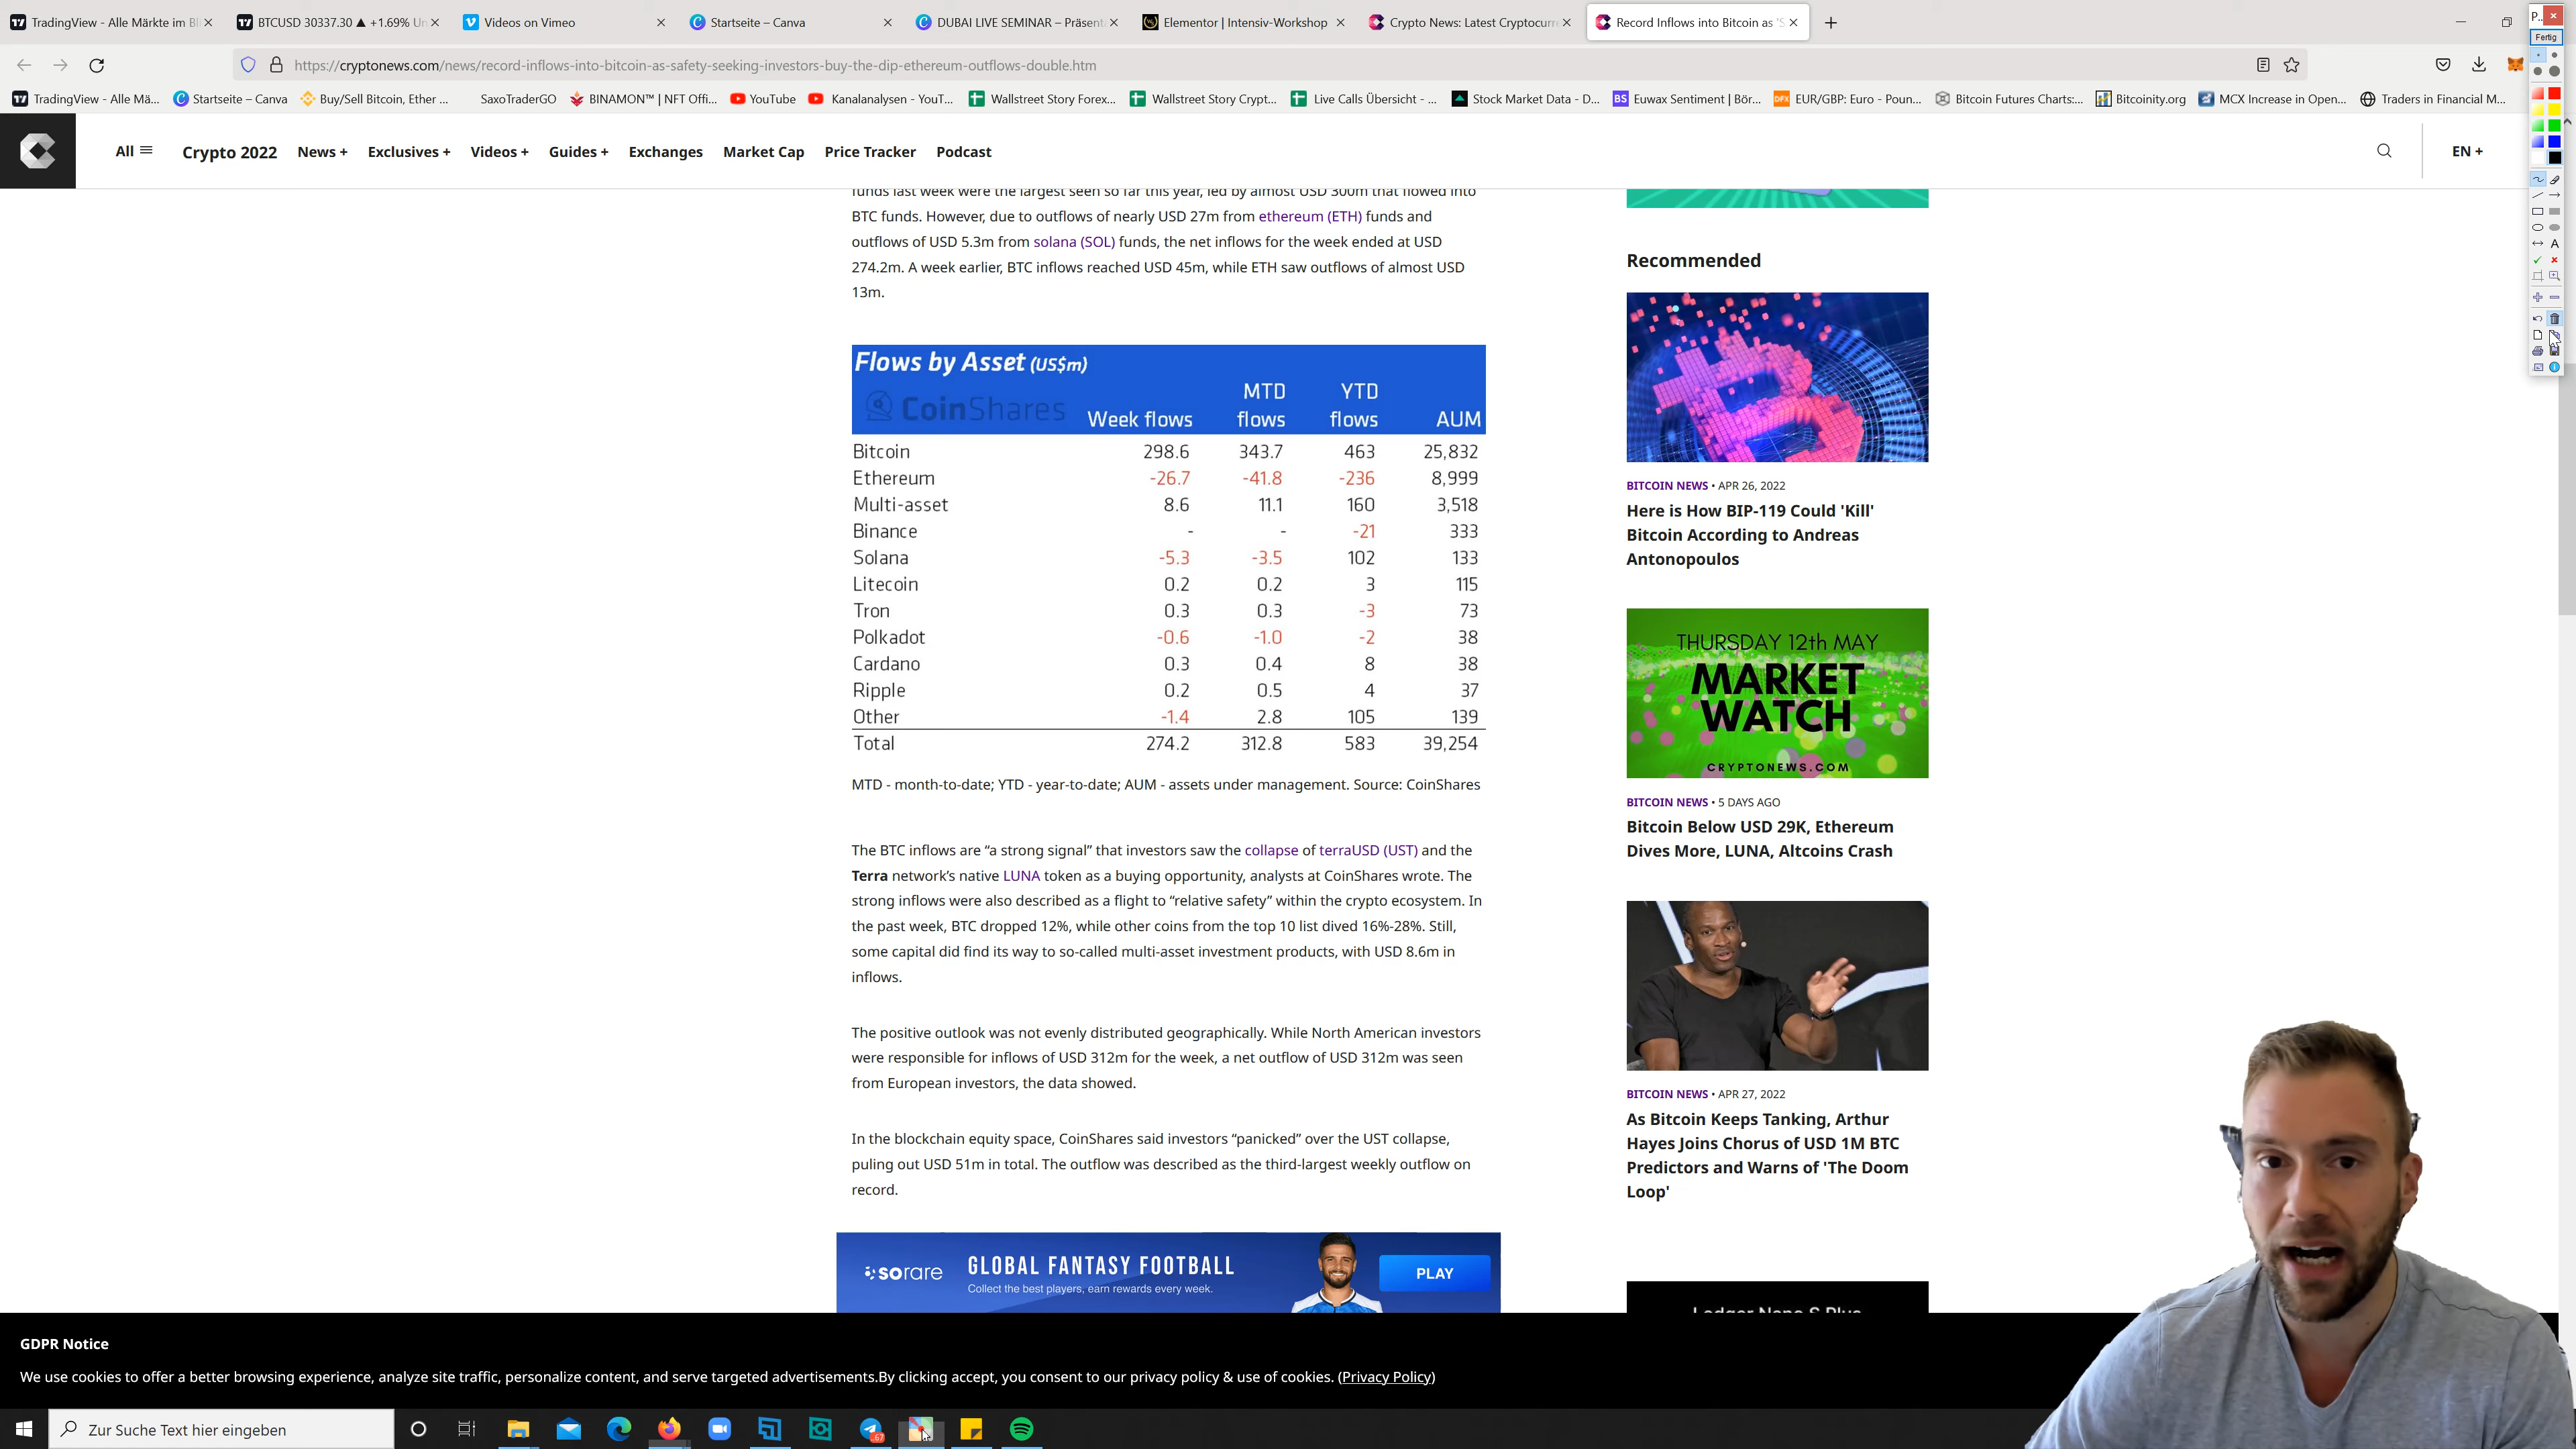 TradingView - Alle Märkte im Bl
BTCUSD 30337.30 ▲ +1.69% Un
Videos on Vimeo
Startseite – Canva
DUBAI LIVE SEMINAR – Präsent
Elementor | Intensiv-Workshop
Crypto News: Latest Cryptocurr
Record Inflows into Bitcoin as 'S
https://cryptonews.com/news/record-inflows-into-bitcoin-as-safety-seeking-investors-buy-the-dip-ethereum-outflows-double.htm
P...
Fertig
TradingView - Alle Mä...
Startseite – Canva
Buy/Sell Bitcoin, Ether ...
SaxoTraderGO
BINAMON™ | NFT Offi...
YouTube
Kanalanalysen - YouT...
Wallstreet Story Forex...
Wallstreet Story Crypt...
Live Calls Übersicht - ...
Stock Market Data - D...
BS Euwax Sentiment | Bör...
DFX EUR/GBP: Euro - Poun...
Bitcoin Futures Charts:...
Bitcoinity.org
MCX Increase in Open...
Traders in Financial M...
All
Crypto 2022
News +
Exclusives +
Videos +
Guides +
Exchanges
Market Cap
Price Tracker
Podcast
EN +
funds last week were the largest seen so far this year, led by almost USD 300m that flowed into
BTC funds. However, due to outflows of nearly USD 27m from ethereum (ETH) funds and
outflows of USD 5.3m from solana (SOL) funds, the net inflows for the week ended at USD
274.2m. A week earlier, BTC inflows reached USD 45m, while ETH saw outflows of almost USD
13m.
Flows by Asset (US$m)
CoinShares
Week flows MTD flows YTD flows AUM
Bitcoin 298.6 343.7 463 25,832
Ethereum -26.7 -41.8 -236 8,999
Multi-asset 8.6 11.1 160 3,518
Binance - - -21 333
Solana -5.3 -3.5 102 133
Litecoin 0.2 0.2 3 115
Tron 0.3 0.3 -3 73
Polkadot -0.6 -1.0 -2 38
Cardano 0.3 0.4 8 38
Ripple 0.2 0.5 4 37
Other -1.4 2.8 105 139
Total 274.2 312.8 583 39,254
MTD - month-to-date; YTD - year-to-date; AUM - assets under management. Source: CoinShares
The BTC inflows are “a strong signal” that investors saw the collapse of terraUSD (UST) and the
Terra network’s native LUNA token as a buying opportunity, analysts at CoinShares wrote. The
strong inflows were also described as a flight to “relative safety” within the crypto ecosystem. In
the past week, BTC dropped 12%, while other coins from the top 10 list dived 16%-28%. Still,
some capital did find its way to so-called multi-asset investment products, with USD 8.6m in
inflows.
The positive outlook was not evenly distributed geographically. While North American investors
were responsible for inflows of USD 312m for the week, a net outflow of USD 312m was seen
from European investors, the data showed.
In the blockchain equity space, CoinShares said investors “panicked” over the UST collapse,
puling out USD 51m in total. The outflow was described as the third-largest weekly outflow on
record.
sorare
GLOBAL FANTASY FOOTBALL
Collect the best players, earn rewards every week.
PLAY
Recommended
BITCOIN NEWS • APR 26, 2022
Here is How BIP-119 Could 'Kill'
Bitcoin According to Andreas
Antonopoulos
THURSDAY 12th MAY
MARKET
WATCH
CRYPTONEWS.COM
BITCOIN NEWS • 5 DAYS AGO
Bitcoin Below USD 29K, Ethereum
Dives More, LUNA, Altcoins Crash
BITCOIN NEWS • APR 27, 2022
As Bitcoin Keeps Tanking, Arthur
Hayes Joins Chorus of USD 1M BTC
Predictors and Warns of 'The Doom
Loop'
Ledger Nano S Plus
GDPR Notice
We use cookies to offer a better browsing experience, analyze site traffic, personalize content, and serve targeted advertisements.By clicking accept, you consent to our privacy policy & use of cookies. (Privacy Policy)
Zur Suche Text hier eingeben